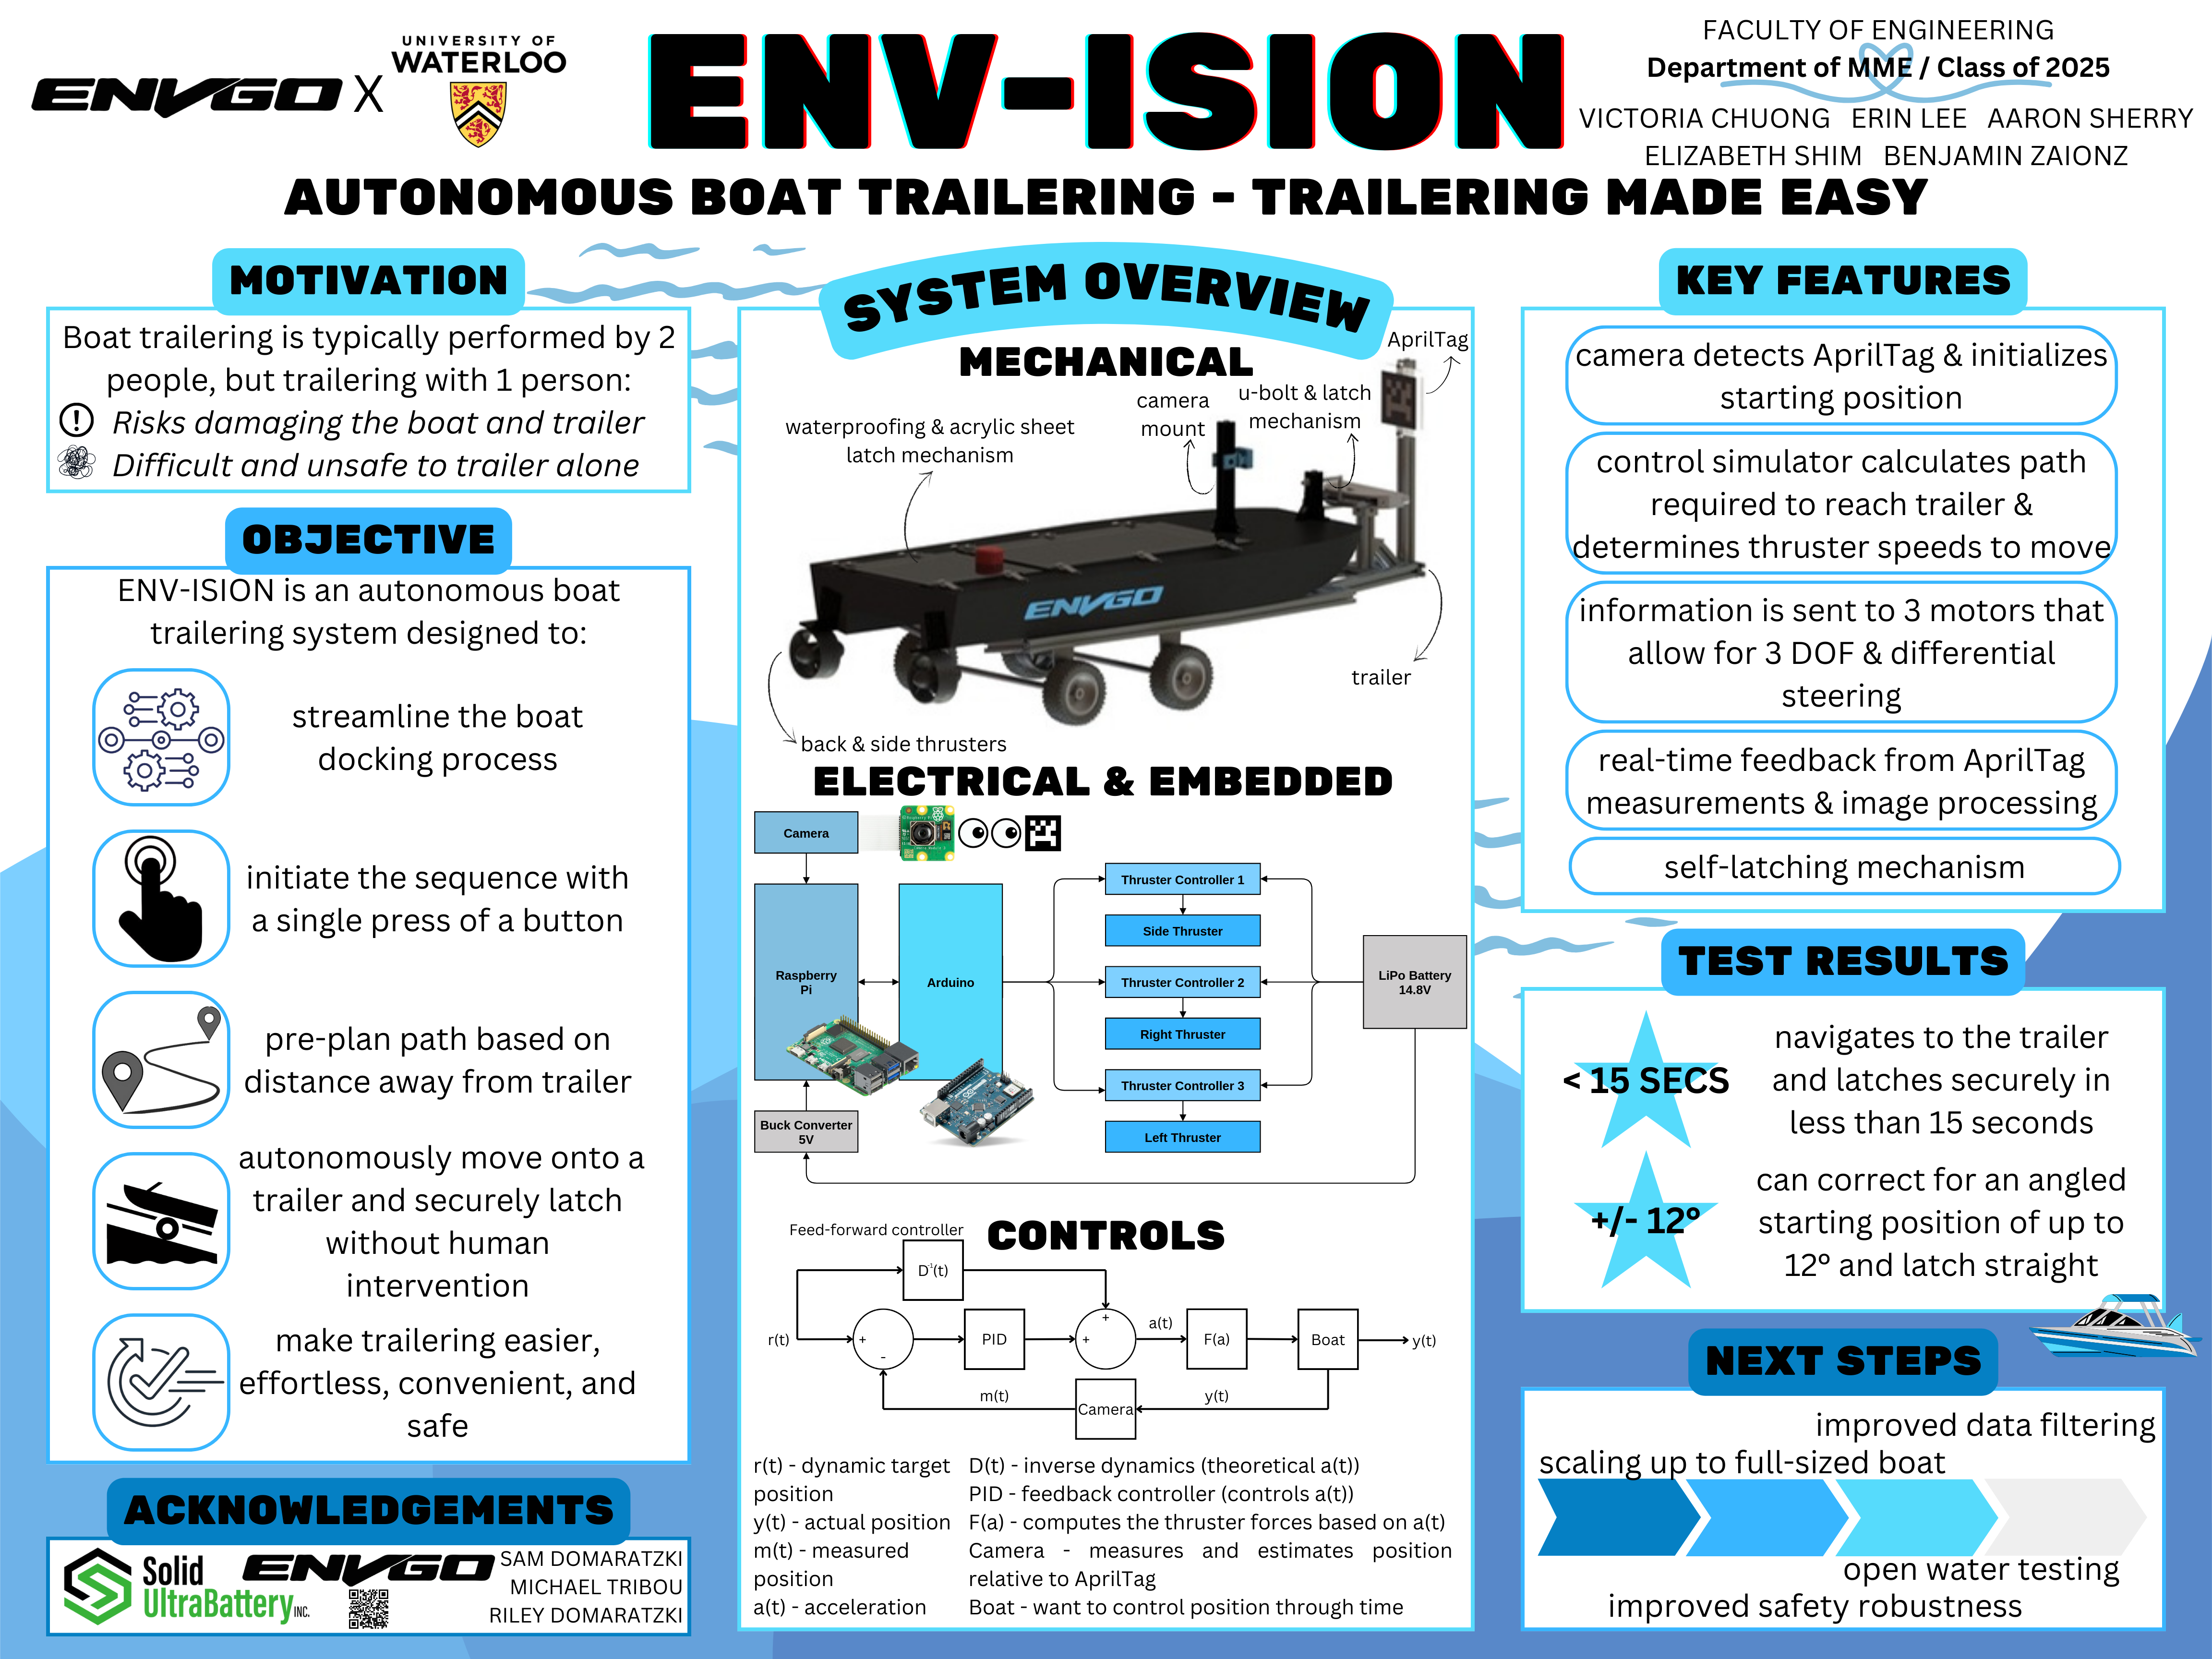 ENVGO X
UNIVERSITY OF
WATERLOO
ENV-ISION
FACULTY OF ENGINEERING
Department of MME / Class of 2025
VICTORIA CHUONG ERIN LEE AARON SHERRY
ELIZABETH SHIM BENJAMIN ZAIONZ
AUTONOMOUS BOAT TRAILERING - TRAILERING MADE EASY
MOTIVATION
Boat trailering is typically performed by 2
people, but trailering with 1 person:
Risks damaging the boat and trailer
Difficult and unsafe to trailer alone
OBJECTIVE
ENV-ISION is an autonomous boat
trailering system designed to:
streamline the boat
docking process
initiate the sequence with
a single press of a button
pre-plan path based on
distance away from trailer
autonomously move onto a
trailer and securely latch
without human
intervention
make trailering easier,
effortless, convenient, and
safe
ACKNOWLEDGEMENTS
Solid
UltraBattery INC.
ENVGO
SAM DOMARATZKI
MICHAEL TRIBOU
RILEY DOMARATZKI
SYSTEM OVERVIEW
MECHANICAL
AprilTag
camera
mount
u-bolt & latch
mechanism
waterproofing & acrylic sheet
latch mechanism
ENVGO
trailer
back & side thrusters
ELECTRICAL & EMBEDDED
Camera
Raspberry
Pi
Arduino
Thruster Controller 1
Side Thruster
Thruster Controller 2
Right Thruster
Thruster Controller 3
Left Thruster
LiPo Battery
14.8V
Buck Converter
5V
CONTROLS
Feed-forward controller
D⁻¹(t)
r(t)
+
-
PID
+
+
a(t)
F(a)
Boat
y(t)
m(t)
Camera
y(t)
r(t) - dynamic target
position
y(t) - actual position
m(t) - measured
position
a(t) - acceleration
D(t) - inverse dynamics (theoretical a(t))
PID - feedback controller (controls a(t))
F(a) - computes the thruster forces based on a(t)
Camera - measures and estimates position
relative to AprilTag
Boat - want to control position through time
KEY FEATURES
camera detects AprilTag & initializes
starting position
control simulator calculates path
required to reach trailer &
determines thruster speeds to move
information is sent to 3 motors that
allow for 3 DOF & differential
steering
real-time feedback from AprilTag
measurements & image processing
self-latching mechanism
TEST RESULTS
< 15 SECS
navigates to the trailer
and latches securely in
less than 15 seconds
+/- 12°
can correct for an angled
starting position of up to
12° and latch straight
NEXT STEPS
improved data filtering
scaling up to full-sized boat
open water testing
improved safety robustness